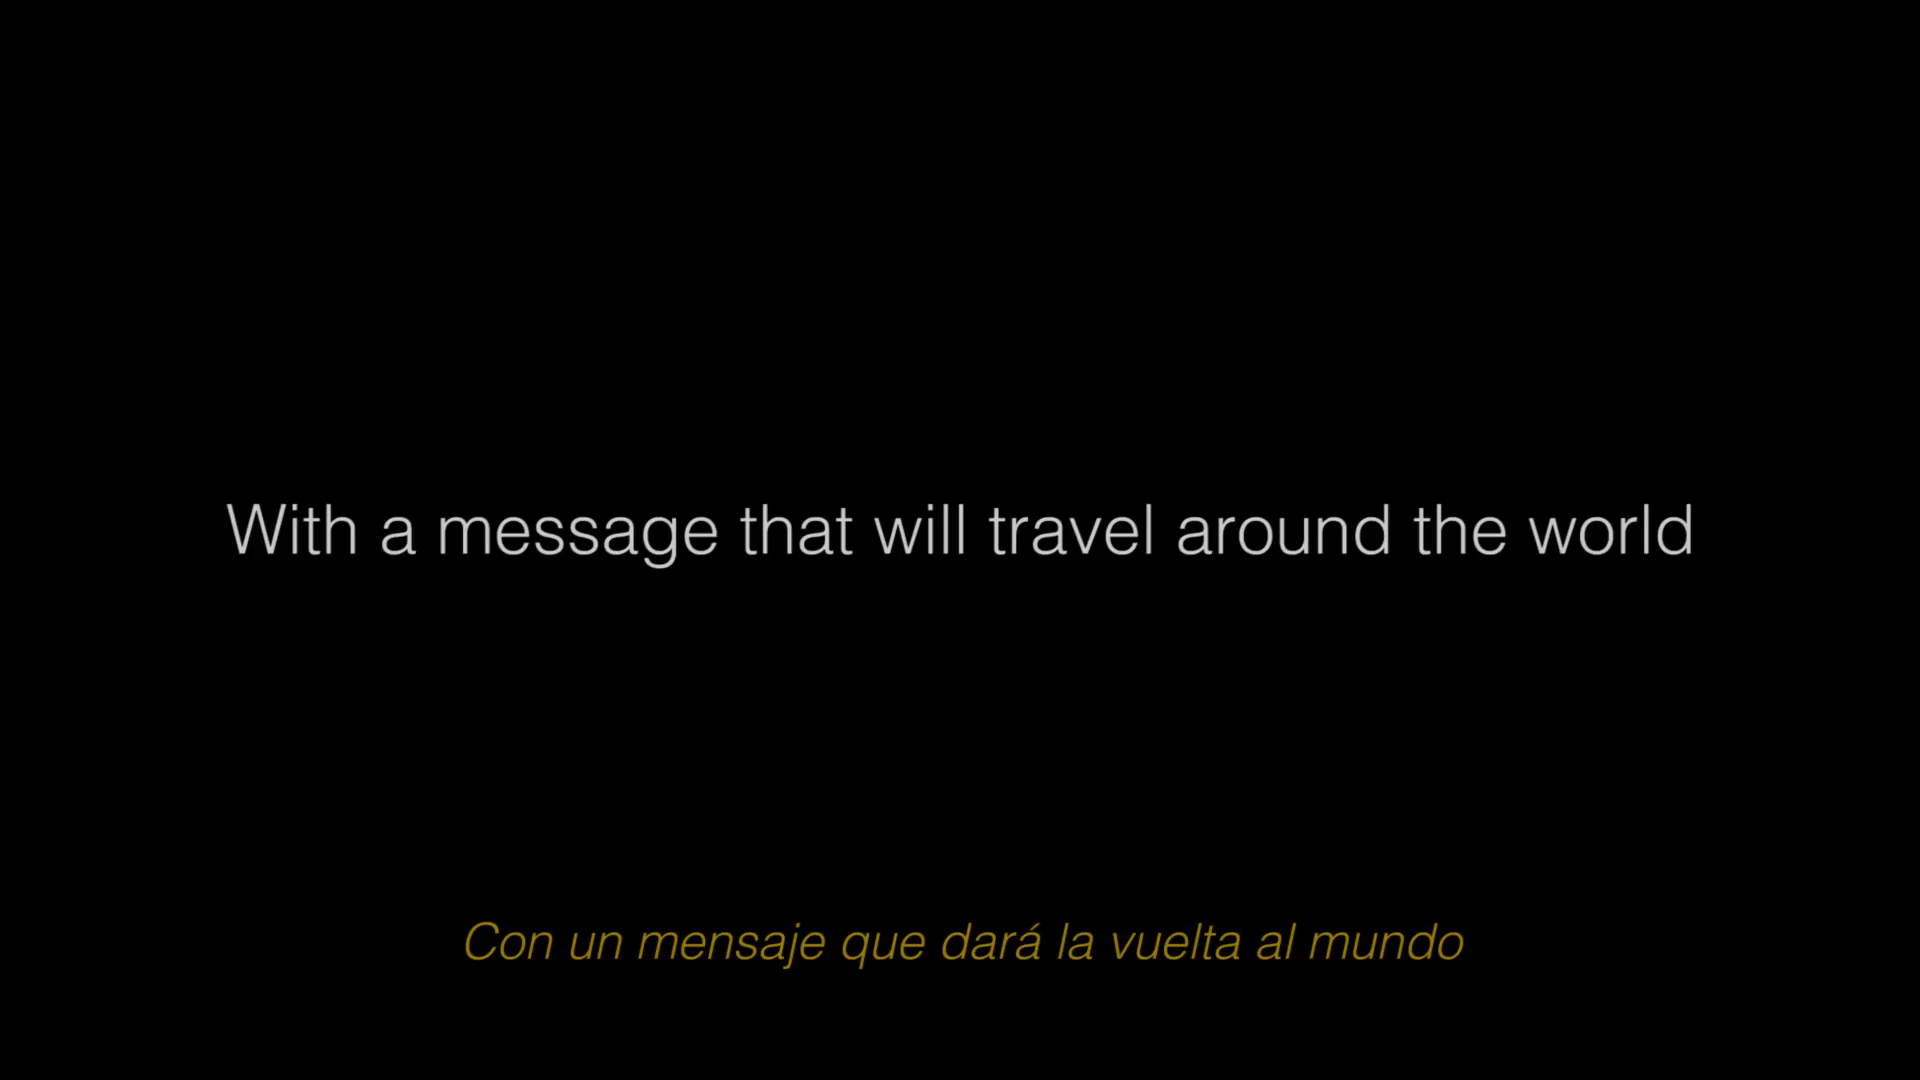 With a message that will travel around the world
Con un mensaje que dará la vuelta al mundo